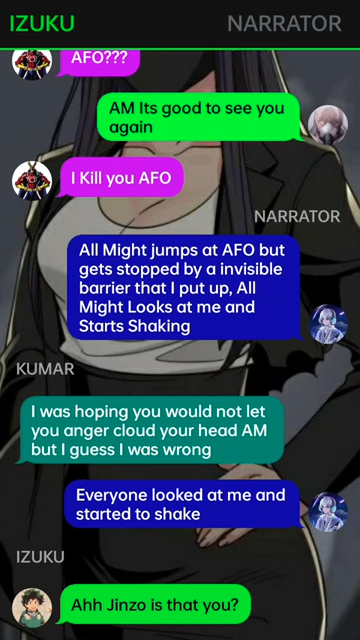 IZUKU
NARRATOR
AFO???
AM Its good to see you
again
I Kill you AFO
NARRATOR
All Might jumps at AFO but
gets stopped by a invisible
barrier that I put up, All
Might Looks at me and
Starts Shaking
KUMAR
I was hoping you would not let
you anger cloud your head AM
but I guess I was wrong
Everyone looked at me and
started to shake
IZUKU
Ahh Jinzo is that you?